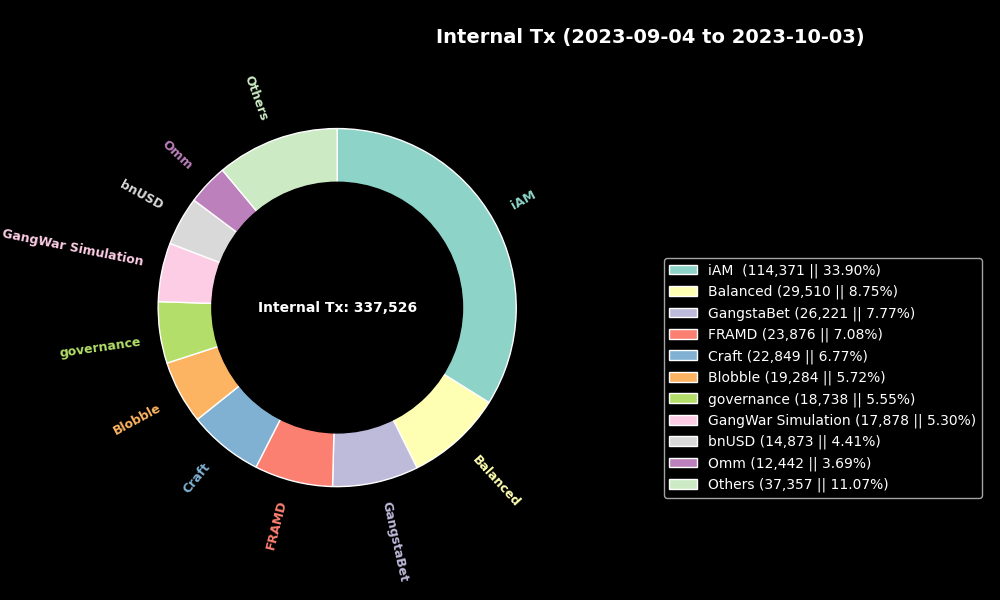 Internal Tx (2023-09-04 to 2023-10-03)
Others
Omm
bnUSD
GangWar Simulation
governance
Blobble
Craft
FRAMD
GangstaBet
Balanced
iAM
Internal Tx: 337,526
iAM  (114,371 || 33.90%)
Balanced (29,510 || 8.75%)
GangstaBet (26,221 || 7.77%)
FRAMD (23,876 || 7.08%)
Craft (22,849 || 6.77%)
Blobble (19,284 || 5.72%)
governance (18,738 || 5.55%)
GangWar Simulation (17,878 || 5.30%)
bnUSD (14,873 || 4.41%)
Omm (12,442 || 3.69%)
Others (37,357 || 11.07%)